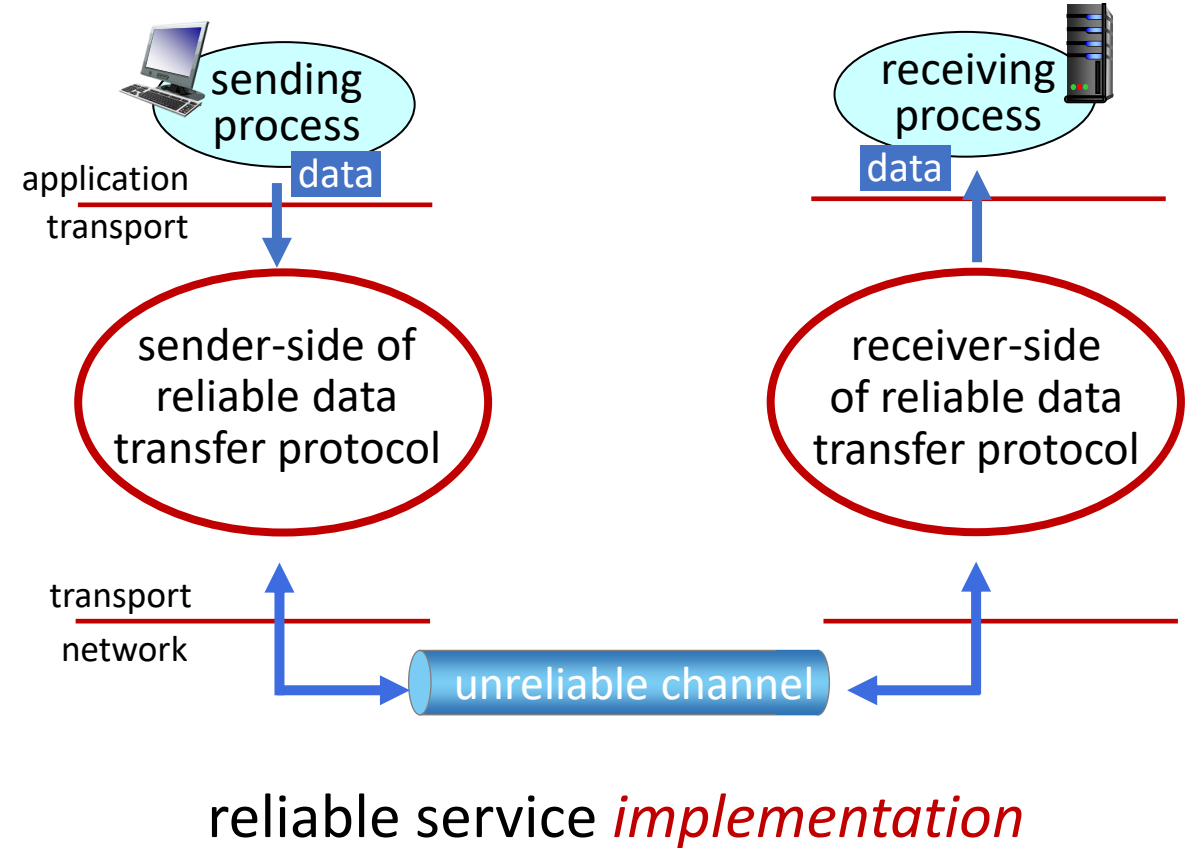 sending
process
data
application
transport
receiving
process
data
sender-side of
reliable data
transfer protocol
receiver-side
of reliable data
transfer protocol
transport
network
unreliable channel
reliable service implementation